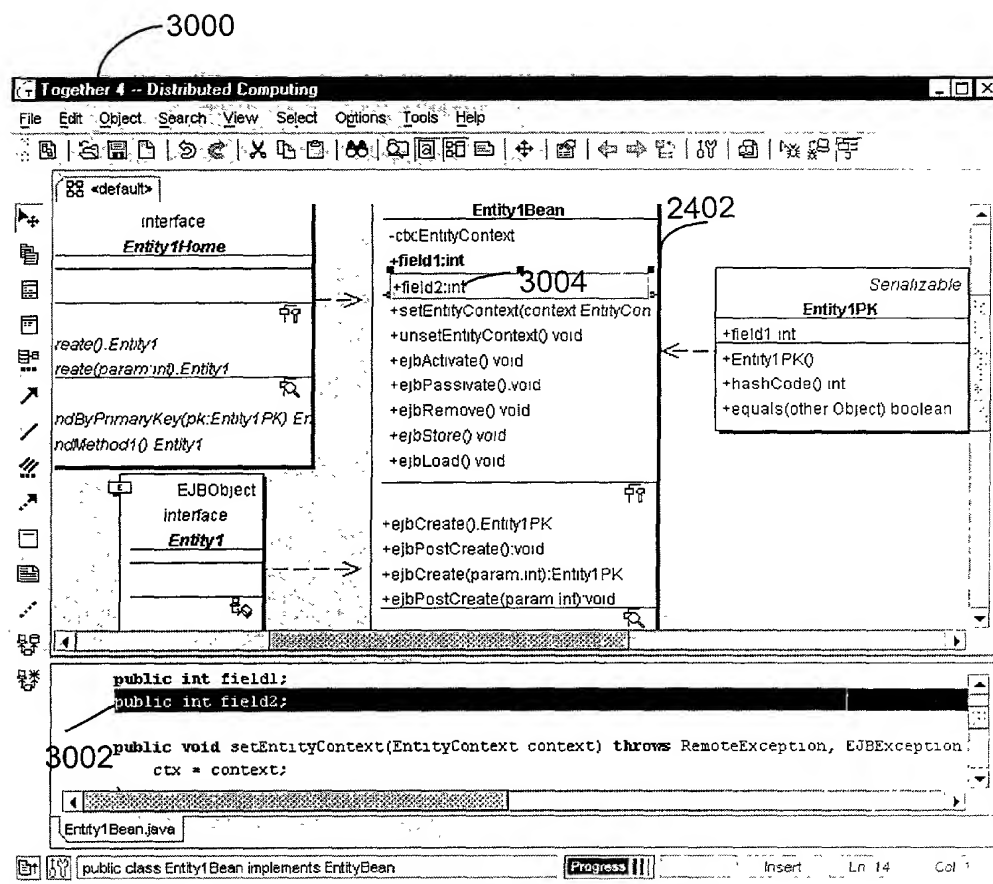 3000
Together 4 -- Distributed Computing
File Edit Object Search View Select Options Tools Help
«default»
interface
Entity1Home
reate().Entity1
reate(param:int).Entity1
ndByPrimaryKey(pk:Entity1PK) En
ndMethod1() Entity1
E
EJBObject
interface
Entity1
Entity1Bean
2402
-ctx:EntityContext
+field1:int
+field2:int
3004
+setEntityContext(context EntityCon
+unsetEntityContext() void
+ejbActivate() void
+ejbPassivate().void
+ejbRemove() void
+ejbStore() void
+ejbLoad() void
+ejbCreate().Entity1PK
+ejbPostCreate():void
+ejbCreate(param.int):Entity1PK
+ejbPostCreate(param int):void
Serializable
Entity1PK
+field1 int
+Entity1PK()
+hashCode() int
+equals(other Object) boolean
public int field1;
public int field2;
3002
public void setEntityContext(EntityContext context) throws RemoteException, EJBException
ctx = context;
Entity1Bean.java
public class Entity1Bean implements EntityBean
Progress
Insert
Ln 14
Col